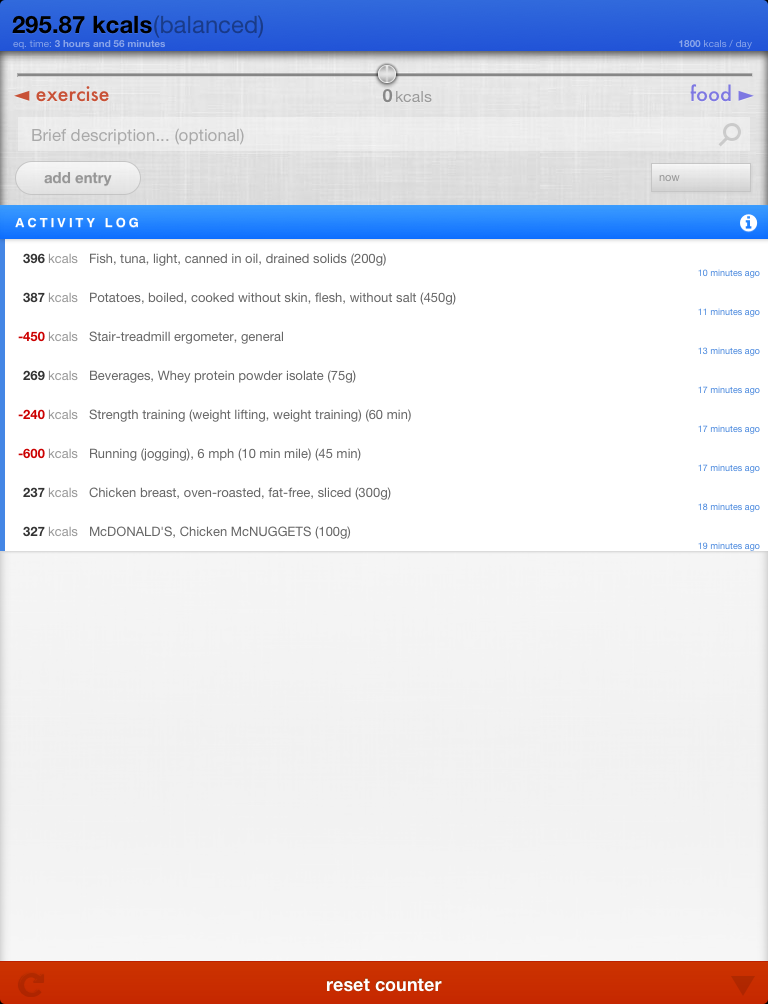 295.87 kcals(balanced)
eq. time: 3 hours and 56 minutes
1800 kcals / day
◄ exercise
0 kcals
food ►
Brief description... (optional)
add entry
now
ACTIVITY LOG
396 kcals Fish, tuna, light, canned in oil, drained solids (200g)
10 minutes ago
387 kcals Potatoes, boiled, cooked without skin, flesh, without salt (450g)
11 minutes ago
-450 kcals Stair-treadmill ergometer, general
13 minutes ago
269 kcals Beverages, Whey protein powder isolate (75g)
17 minutes ago
-240 kcals Strength training (weight lifting, weight training) (60 min)
17 minutes ago
-600 kcals Running (jogging), 6 mph (10 min mile) (45 min)
17 minutes ago
237 kcals Chicken breast, oven-roasted, fat-free, sliced (300g)
18 minutes ago
327 kcals McDONALD'S, Chicken McNUGGETS (100g)
19 minutes ago
reset counter